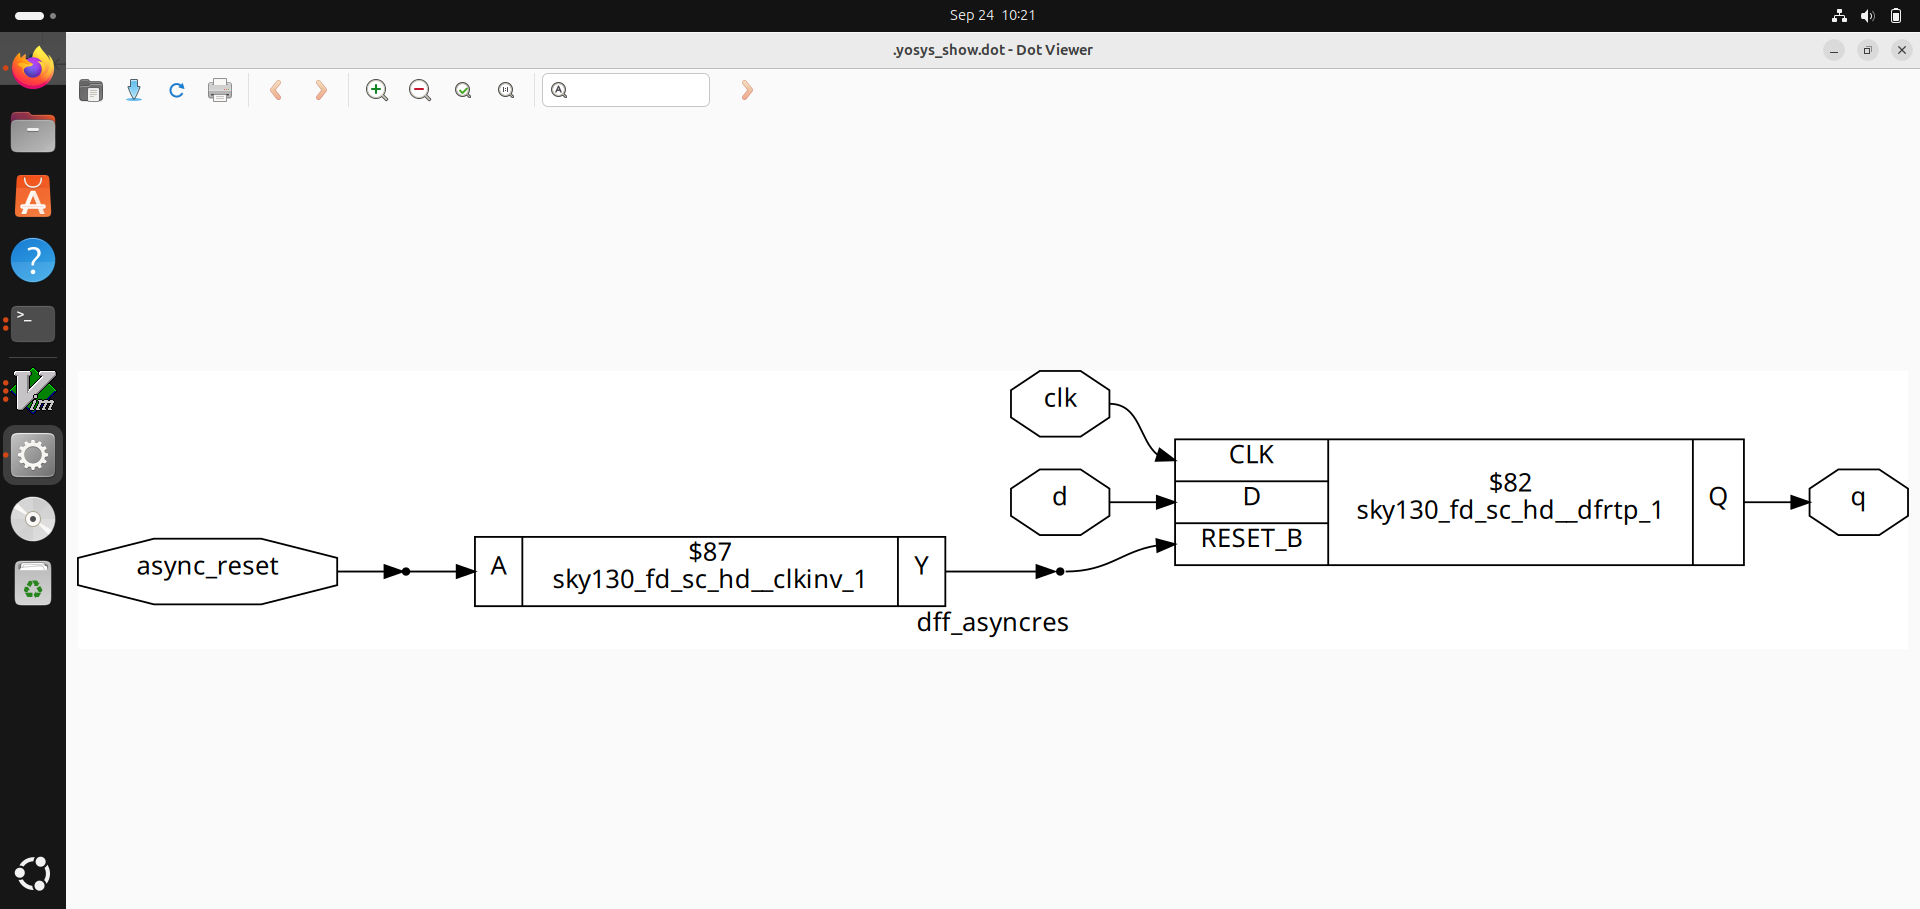 Sep 24 10:21
.yosys_show.dot - Dot Viewer
clk
CLK
d
D
$82
sky130_fd_sc_hd__dfrtp_1
Q
q
RESET_B
async_reset
A
$87
sky130_fd_sc_hd__clkinv_1
Y
dff_asyncres